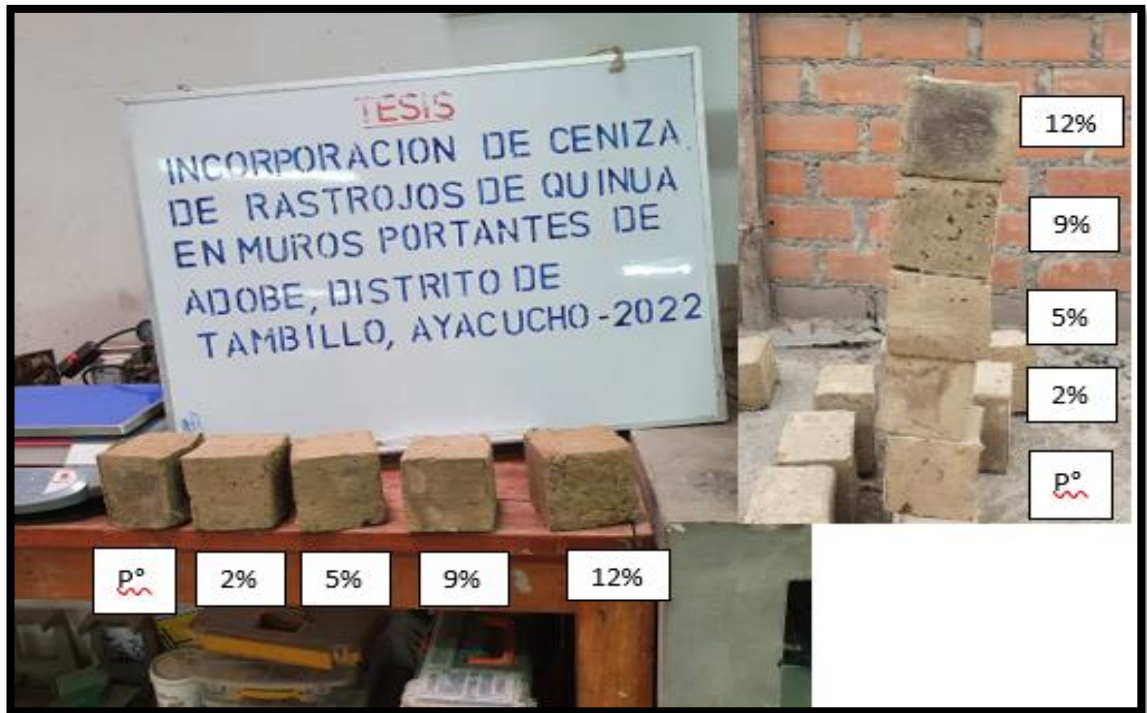 TESIS
INCORPORACION DE CENIZA
DE RASTROJOS DE QUINUA
EN MUROS PORTANTES DE
ADOBE, DISTRITO DE
TAMBILLO, AYACUCHO-2022
P° 2% 5% 9% 12%
12%
9%
5%
2%
P°